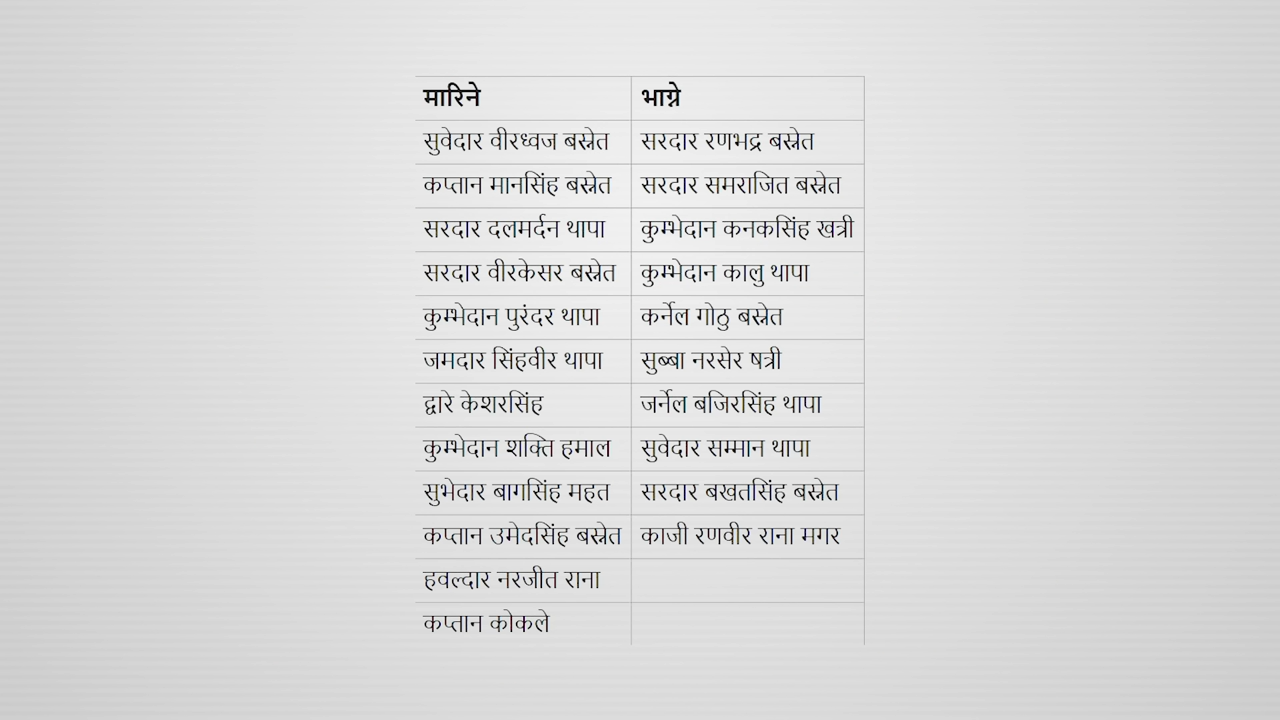 मारिने भाग्ने
सुवेदार वीरध्वज बस्नेत सरदार रणभद्र बस्नेत
कप्तान मानसिंह बस्नेत सरदार समराजित बस्नेत
सरदार दलमर्दन थापा कुम्भेदान कनकसिंह खत्री
सरदार वीरकेसर बस्नेत कुम्भेदान कालु थापा
कुम्भेदान पुरंदर थापा कर्नेल गोठु बस्नेत
जमदार सिंहवीर थापा सुब्बा नरसेर षत्री
द्वारे केशरसिंह जर्नेल बजिरसिंह थापा
कुम्भेदान शक्ति हमाल सुवेदार सम्मान थापा
सुभेदार बागसिंह महत सरदार बखतसिंह बस्नेत
कप्तान उमेदसिंह बस्नेत काजी रणवीर राना मगर
हवल्दार नरजीत राना
कप्तान कोकले